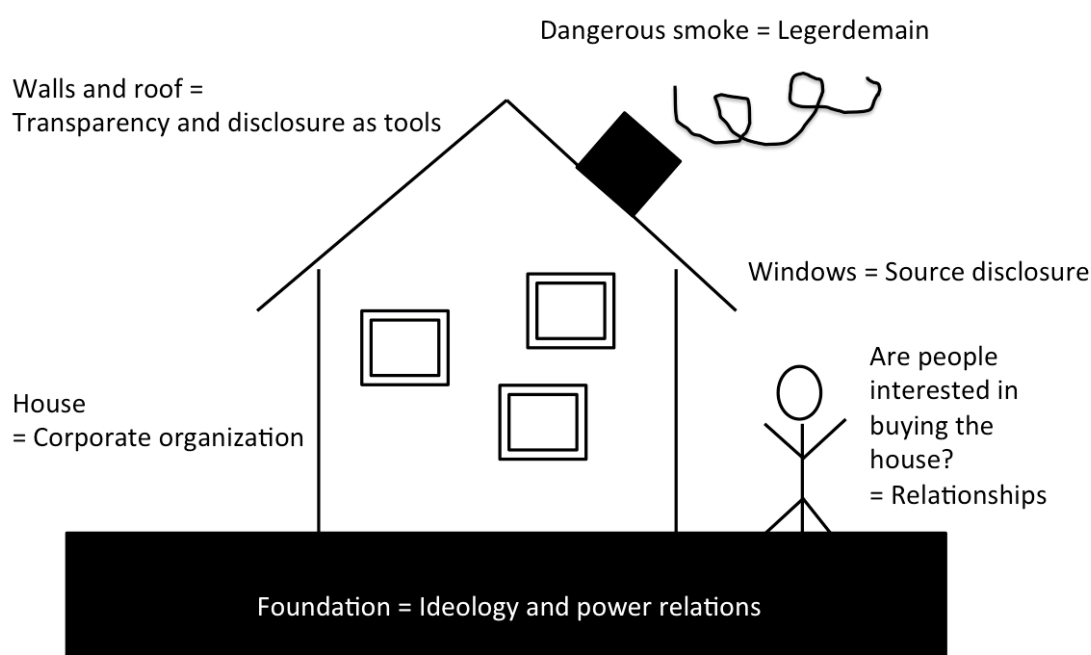 Dangerous smoke = Legerdemain
Walls and roof =
Transparency and disclosure as tools
Windows = Source disclosure
Are people
interested in
buying the
house?
= Relationships
House
= Corporate organization
Foundation = Ideology and power relations